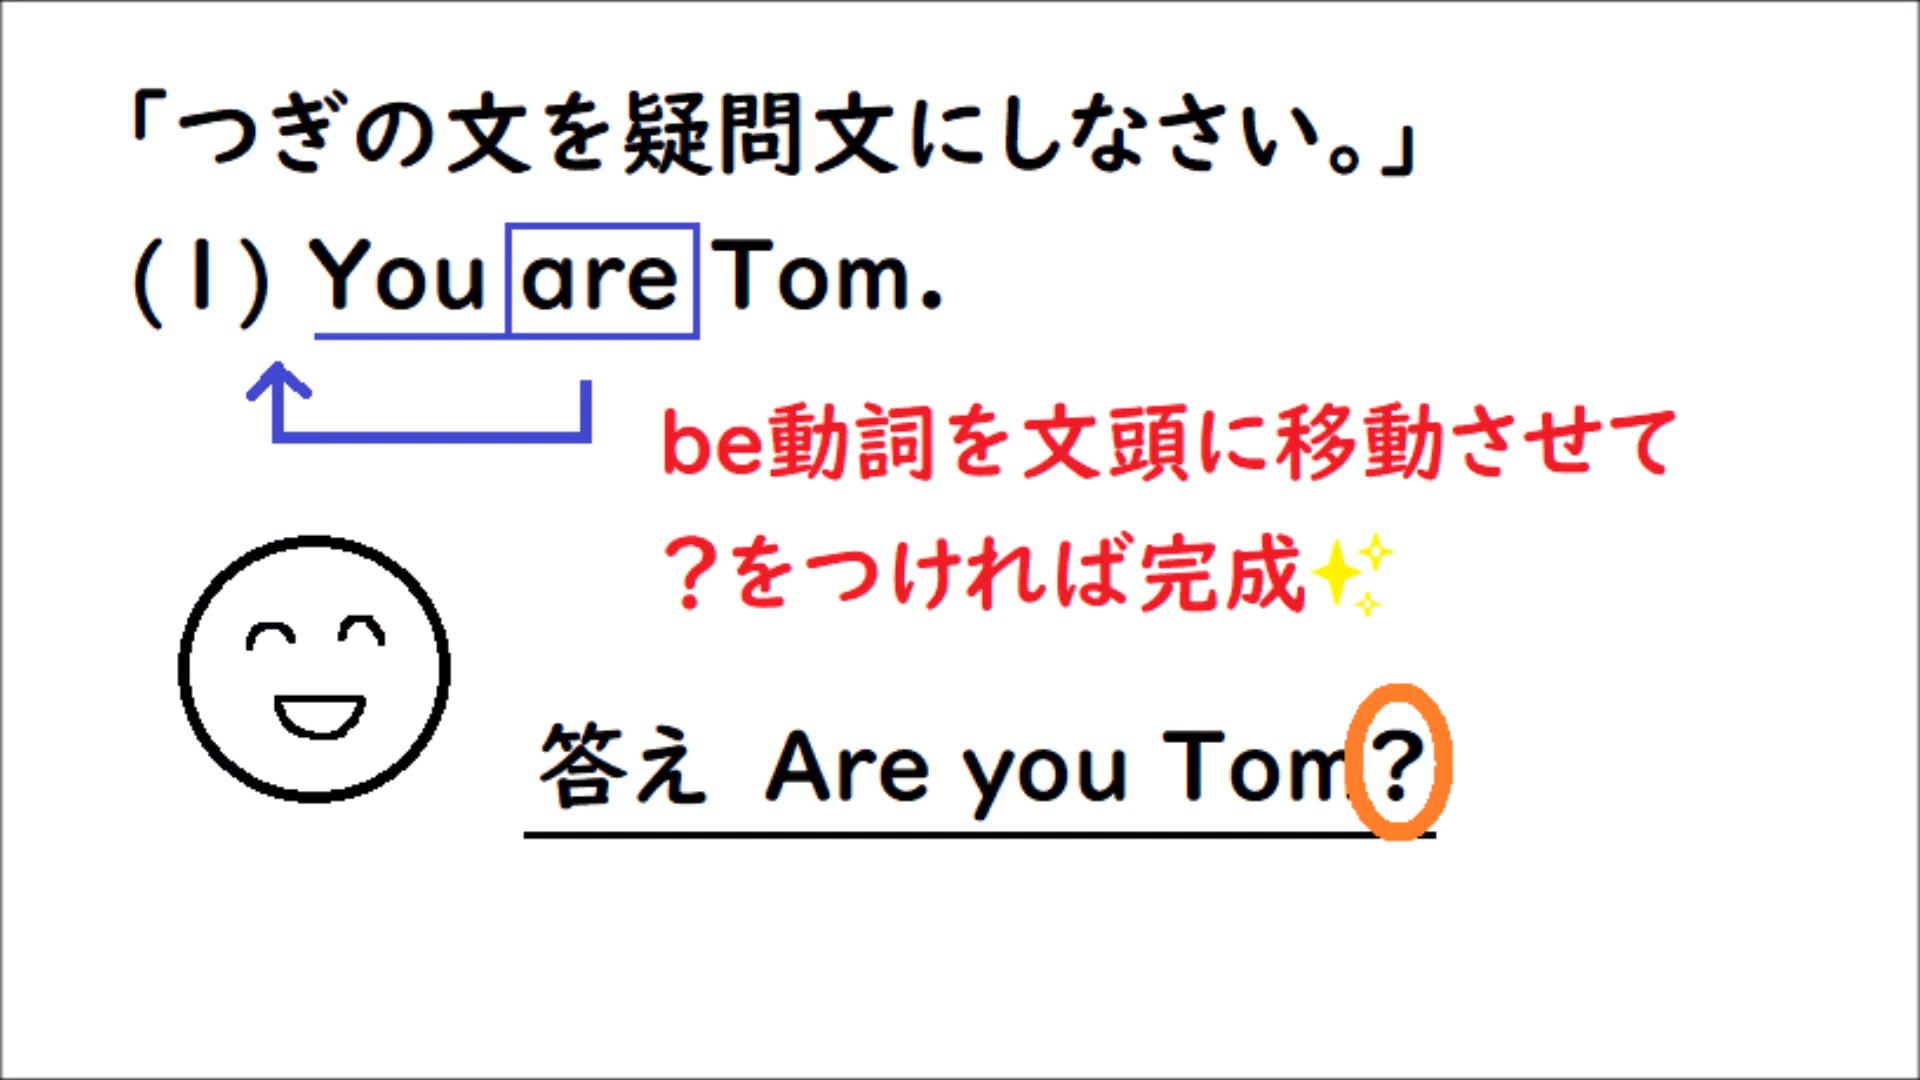 「つぎの文を疑問文にしなさい。」
(1) You are Tom.
be動詞を文頭に移動させて
?をつければ完成✨
答え Are you Tom?